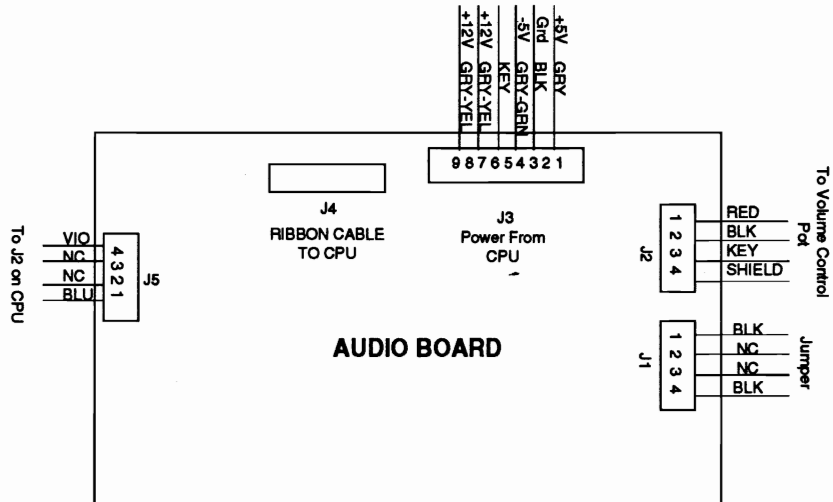 +12V GRY-YEL
+12V GRY-YEL
KEY
-5V GRY-GRN
Grd BLK
+5V GRY
9 8 7 6 5 4 3 2 1
J3
Power From
CPU
J4
RIBBON CABLE
TO CPU
To J2 on CPU
VIO
NC
NC
BLU
4 3 2 1
J5
AUDIO BOARD
J2
1 2 3 4
RED
BLK
KEY
SHIELD
To Volume Control
Pot
J1
1 2 3 4
BLK
NC
NC
BLK
Jumper